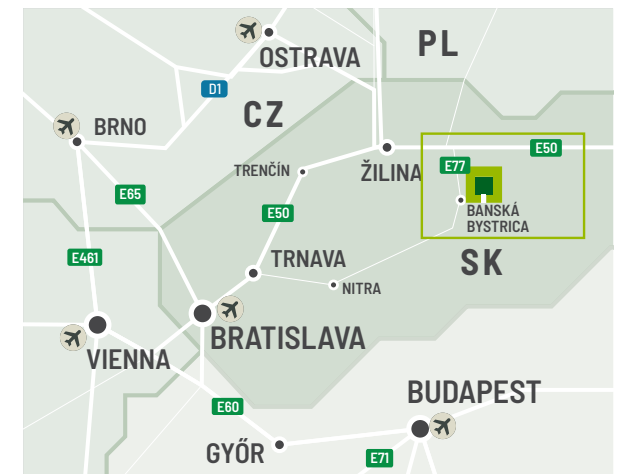 PL
OSTRAVA
D1
CZ
BRNO
E50
ŽILINA
E77
TRENČÍN
E65
BANSKÁ
BYSTRICA
E50
TRNAVA
SK
E461
NITRA
BRATISLAVA
VIENNA
BUDAPEST
E60
GYŐR
E71